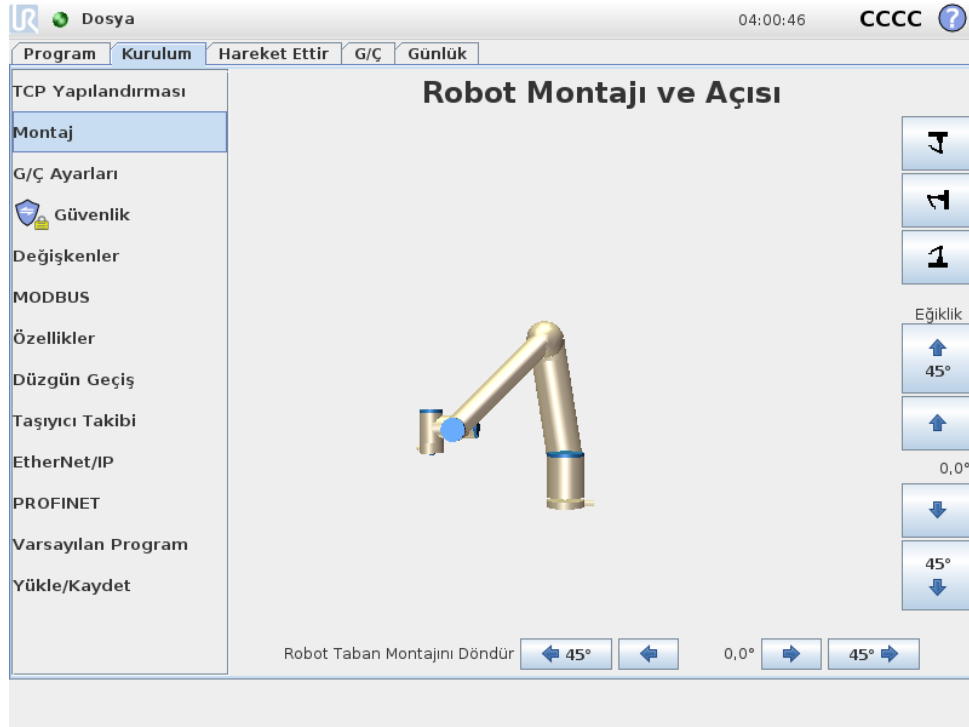 UR Dosya 04:00:46 CCCC ?
Program Kurulum Hareket Ettir G/Ç Günlük
TCP Yapılandırması
Montaj
G/Ç Ayarları
Güvenlik
Değişkenler
MODBUS
Özellikler
Düzgün Geçiş
Taşıyıcı Takibi
EtherNet/IP
PROFINET
Varsayılan Program
Yükle/Kaydet
Robot Montajı ve Açısı
Eğiklik
45°
0,0°
45°
Robot Taban Montajını Döndür 45° 0,0° 45°